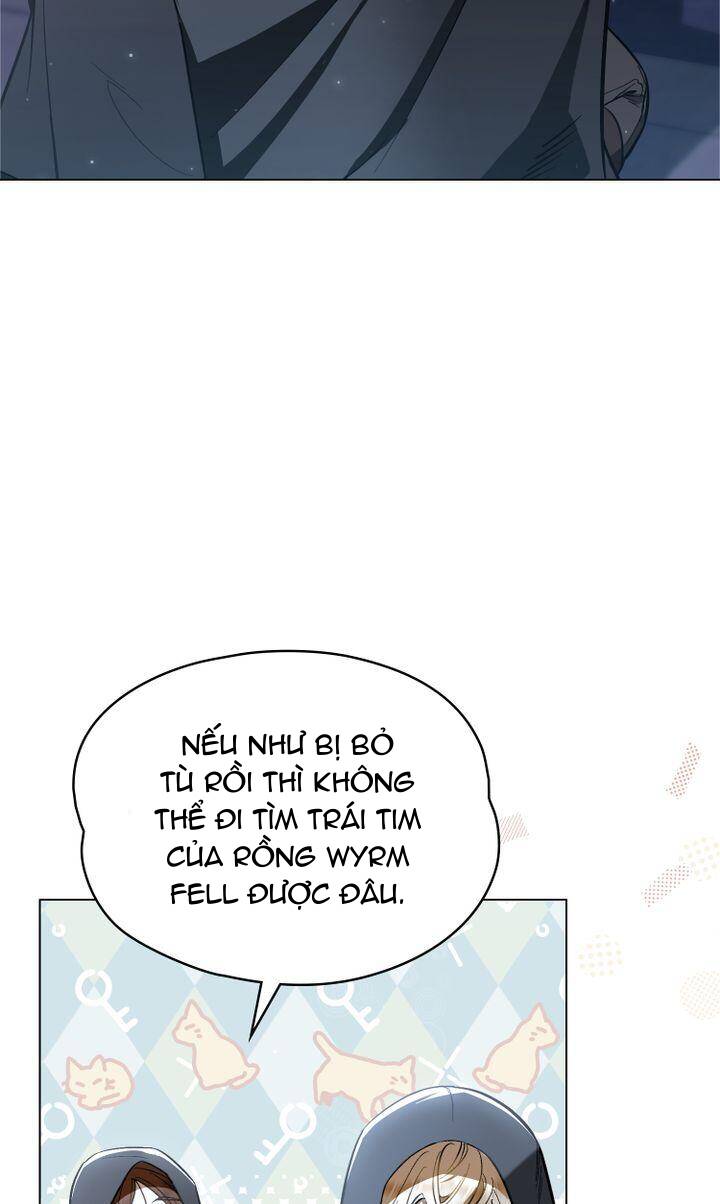 NẾU NHƯ BỊ BỎ
TÙ RỒI THÌ KHÔNG
THỂ ĐI TÌM TRÁI TIM
CỦA RỒNG WYRM
FELL ĐƯỢC ĐÂU.